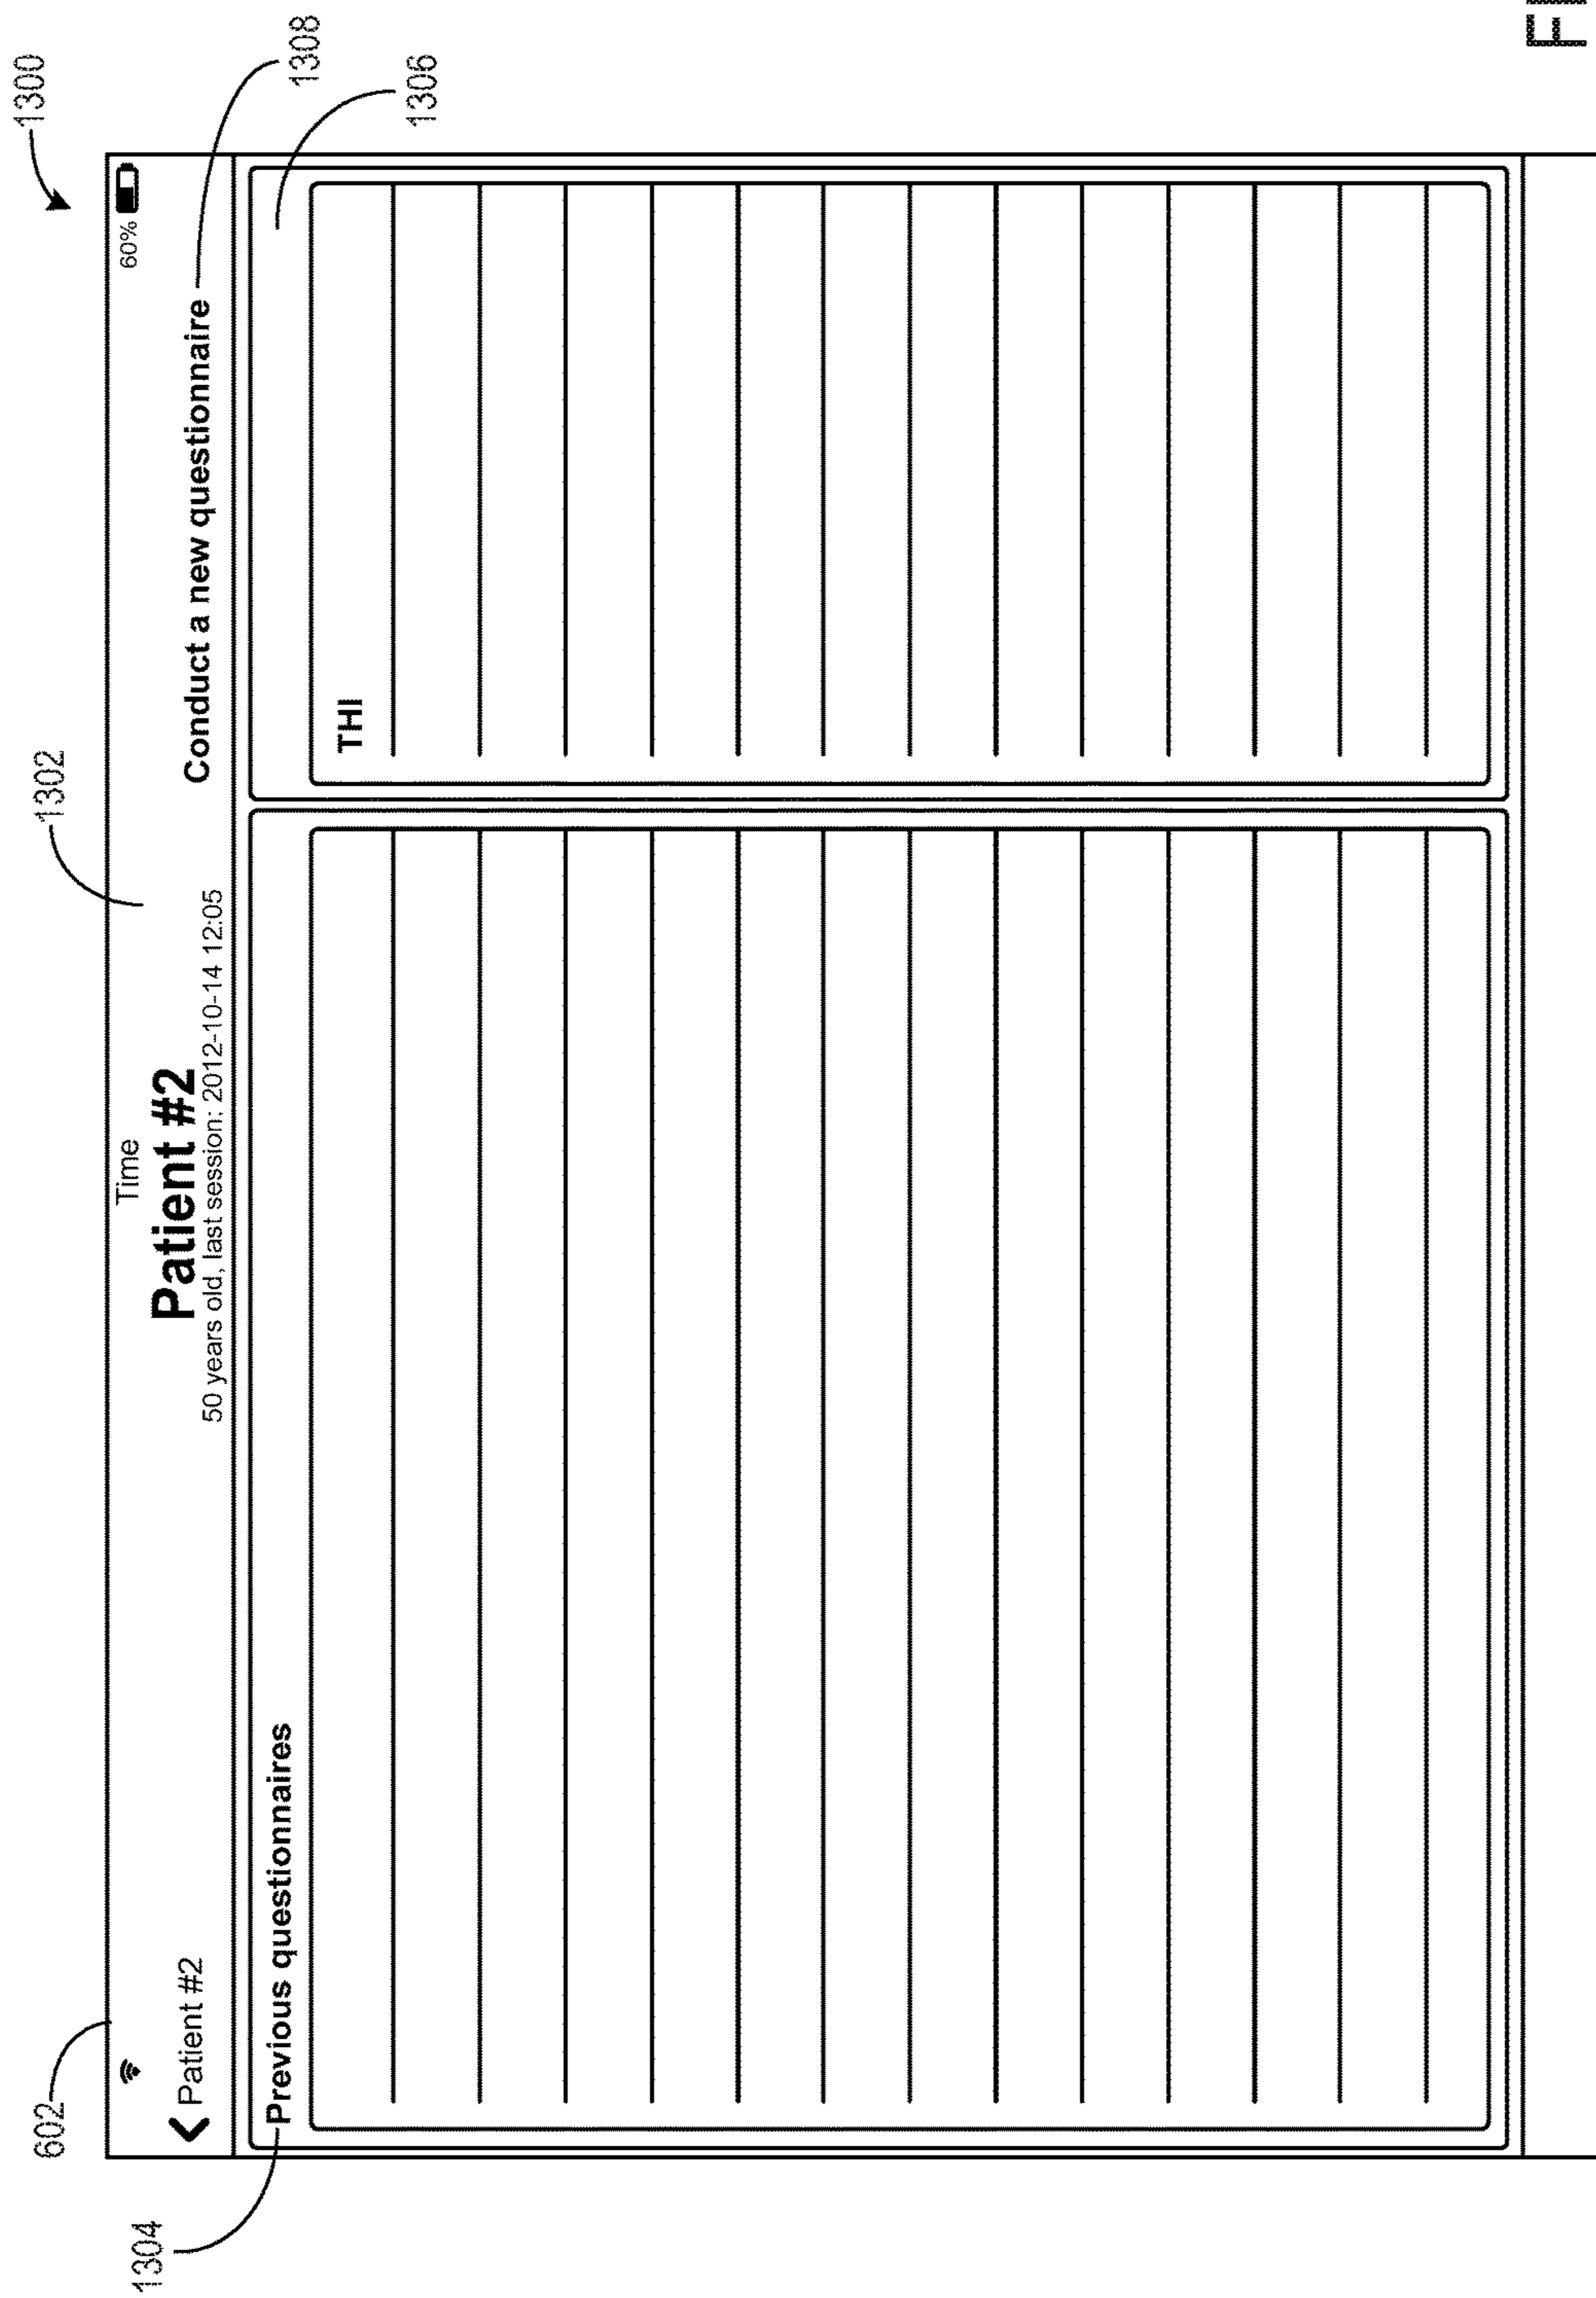 1300
1302
602
1308
60%
Time
Patient #2
50 years old, last session: 2012-10-14 12:05
Patient #2
Conduct a new questionnaire
1304
Previous questionnaires
1306
THI